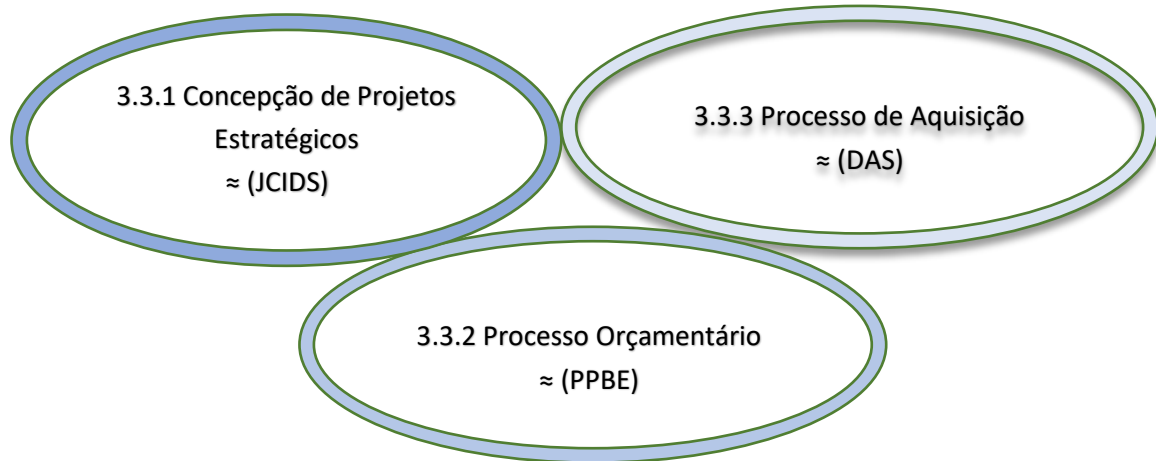 3.3.1 Concepção de Projetos
Estratégicos
≈ (JCIDS)
3.3.3 Processo de Aquisição
≈ (DAS)
3.3.2 Processo Orçamentário
≈ (PPBE)